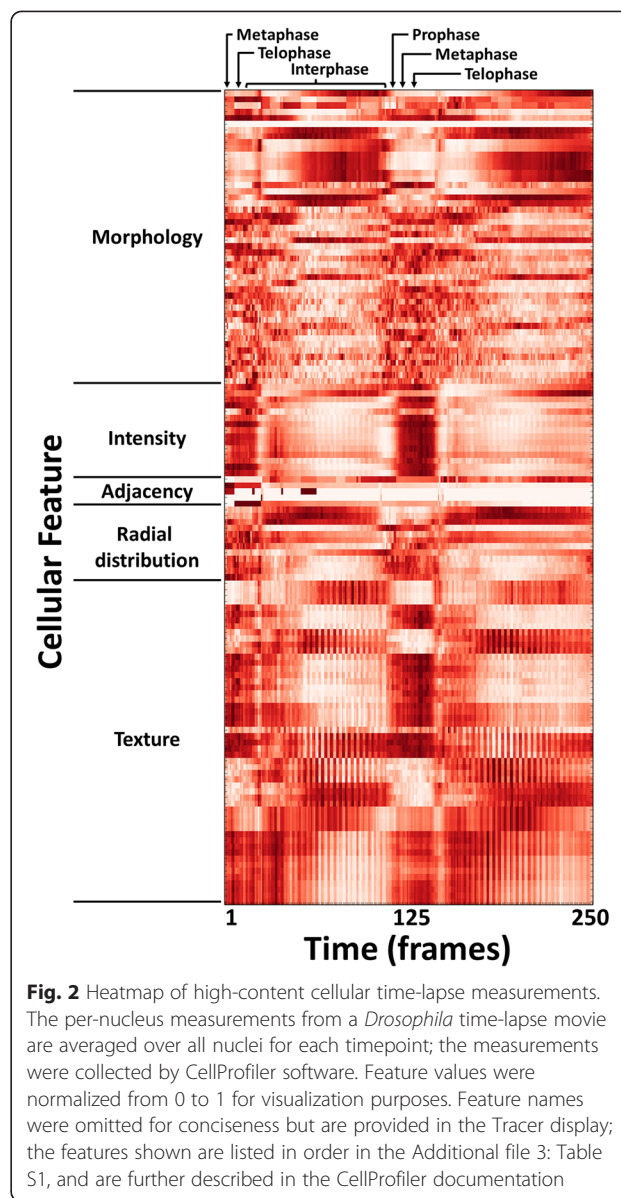 Metaphase
Prophase
Telophase
Metaphase
Interphase
Telophase
Cellular Feature
Morphology
Intensity
Adjacency
Radial
distribution
Texture
1
125
250
Time (frames)
Fig. 2 Heatmap of high-content cellular time-lapse measurements.
The per-nucleus measurements from a Drosophila time-lapse movie
are averaged over all nuclei for each timepoint; the measurements
were collected by CellProfiler software. Feature values were
normalized from 0 to 1 for visualization purposes. Feature names
were omitted for conciseness but are provided in the Tracer display;
the features shown are listed in order in the Additional file 3: Table
S1, and are further described in the CellProfiler documentation